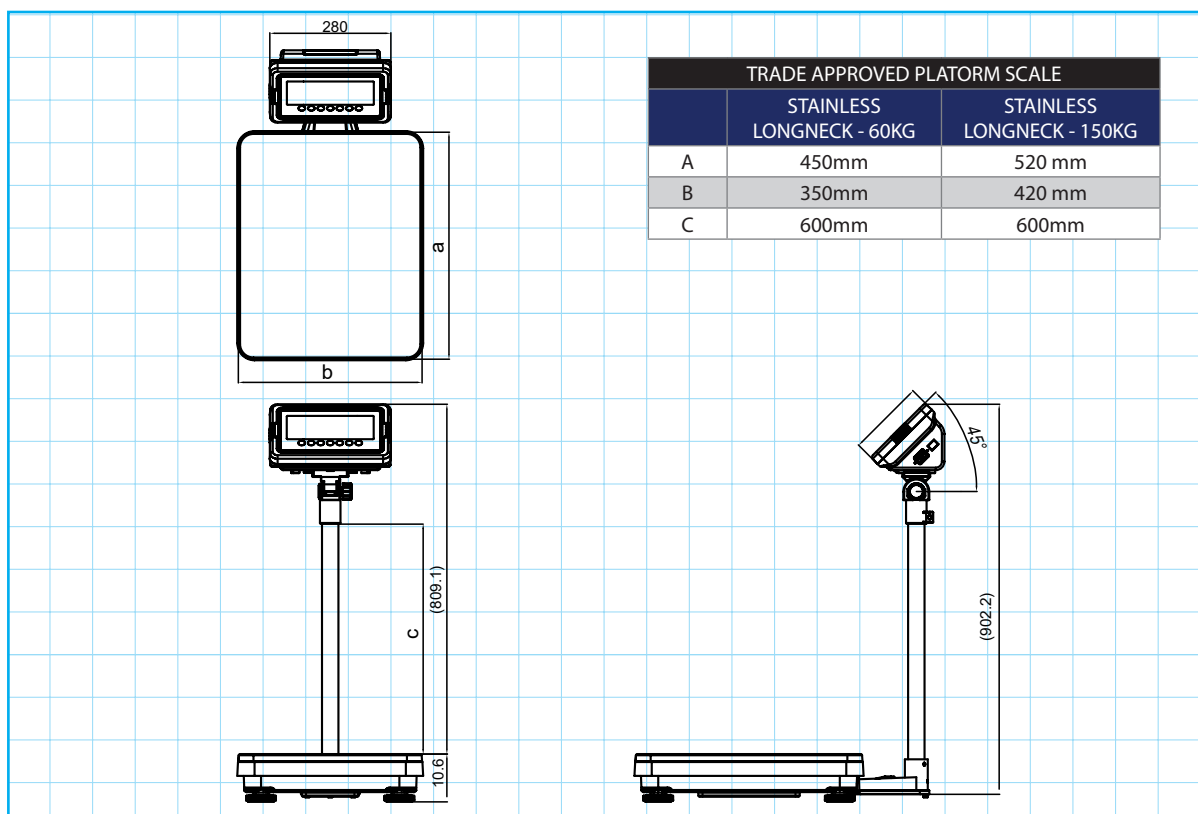 280
TRADE APPROVED PLATORM SCALE
STAINLESS LONGNECK - 60KG
STAINLESS LONGNECK - 150KG
A 450mm 520 mm
B 350mm 420 mm
C 600mm 600mm
a
b
45°
(809.1)
c
(902.2)
10.6